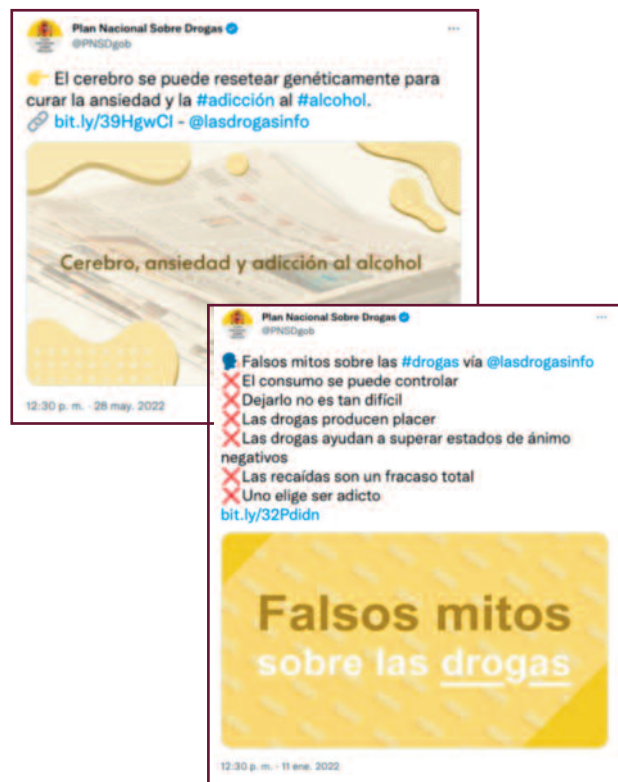 Plan Nacional Sobre Drogas
@PNSDgob
El cerebro se puede resetear genéticamente para
curar la ansiedad y la #adicción al #alcohol.
bit.ly/39HgwCI - @lasdrogasinfo
Cerebro, ansiedad y adicción al alcohol
12:30 p. m. · 28 may. 2022
Plan Nacional Sobre Drogas
@PNSDgob
Falsos mitos sobre las #drogas vía @lasdrogasinfo
❌El consumo se puede controlar
❌Dejarlo no es tan difícil
❌Las drogas producen placer
❌Las drogas ayudan a superar estados de ánimo
negativos
❌Las recaídas son un fracaso total
❌Uno elige ser adicto
bit.ly/32Pdidn
Falsos mitos
sobre las drogas
12:30 p. m. · 11 ene. 2022